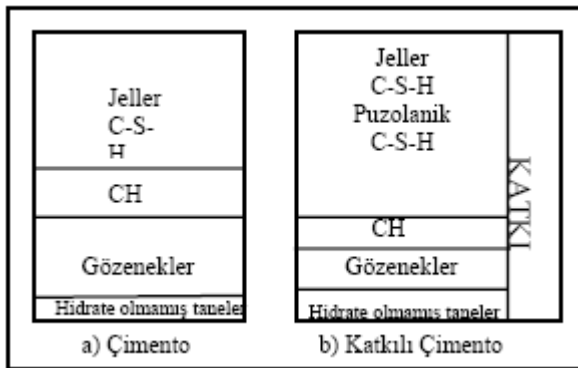 Jeller
C-S-
H
CH
Gözenekler
Hidrate olmamış taneler
a) Çimento
Jeller
C-S-H
Puzolanik
C-S-H
CH
Gözenekler
Hidrate olmamış taneler
KATKI
b) Katkılı Çimento